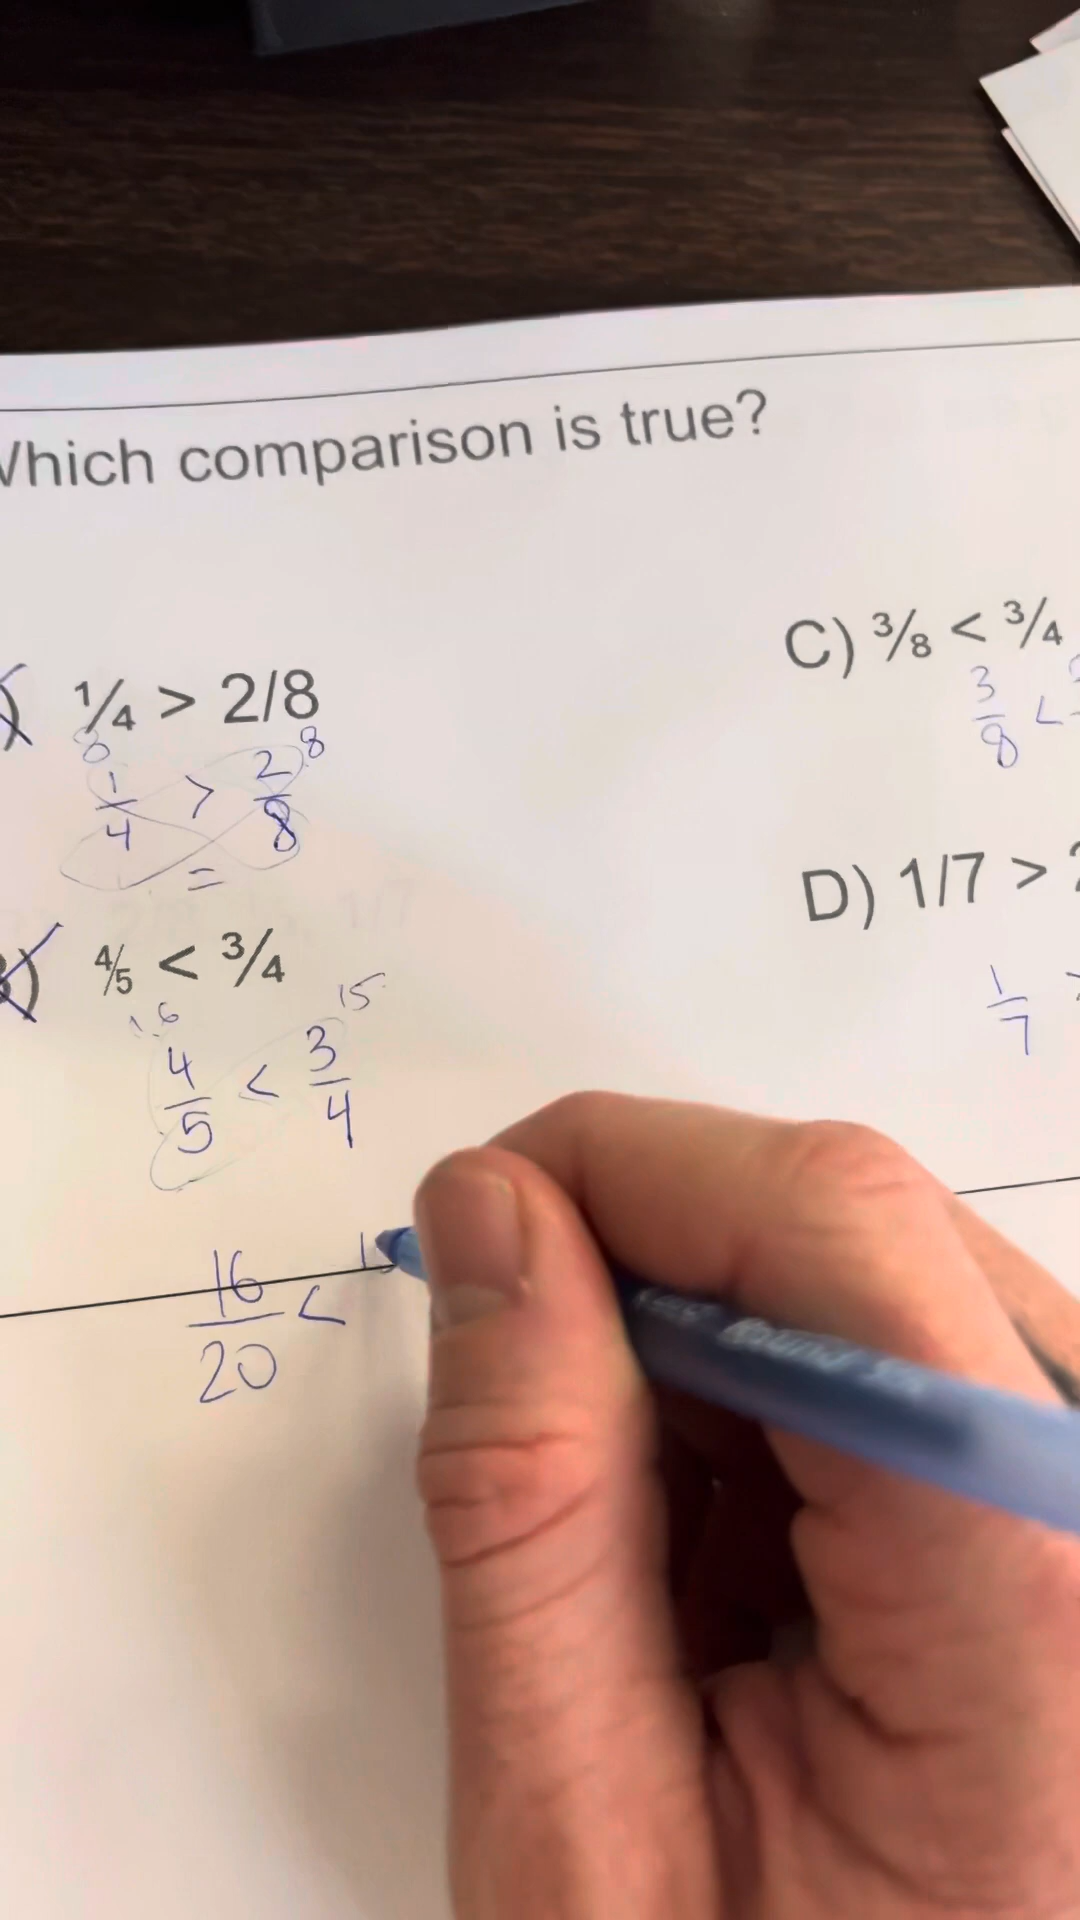 Which comparison is true?
) ¼ > 2/8
8 8
1/4 > 2/8
=
B) ⅘ < ¾
16 15
4/5 < 3/4
16/20 < 1
C) ⅜ < ¾
3/8 <
D) 1/7 >
1/7 >